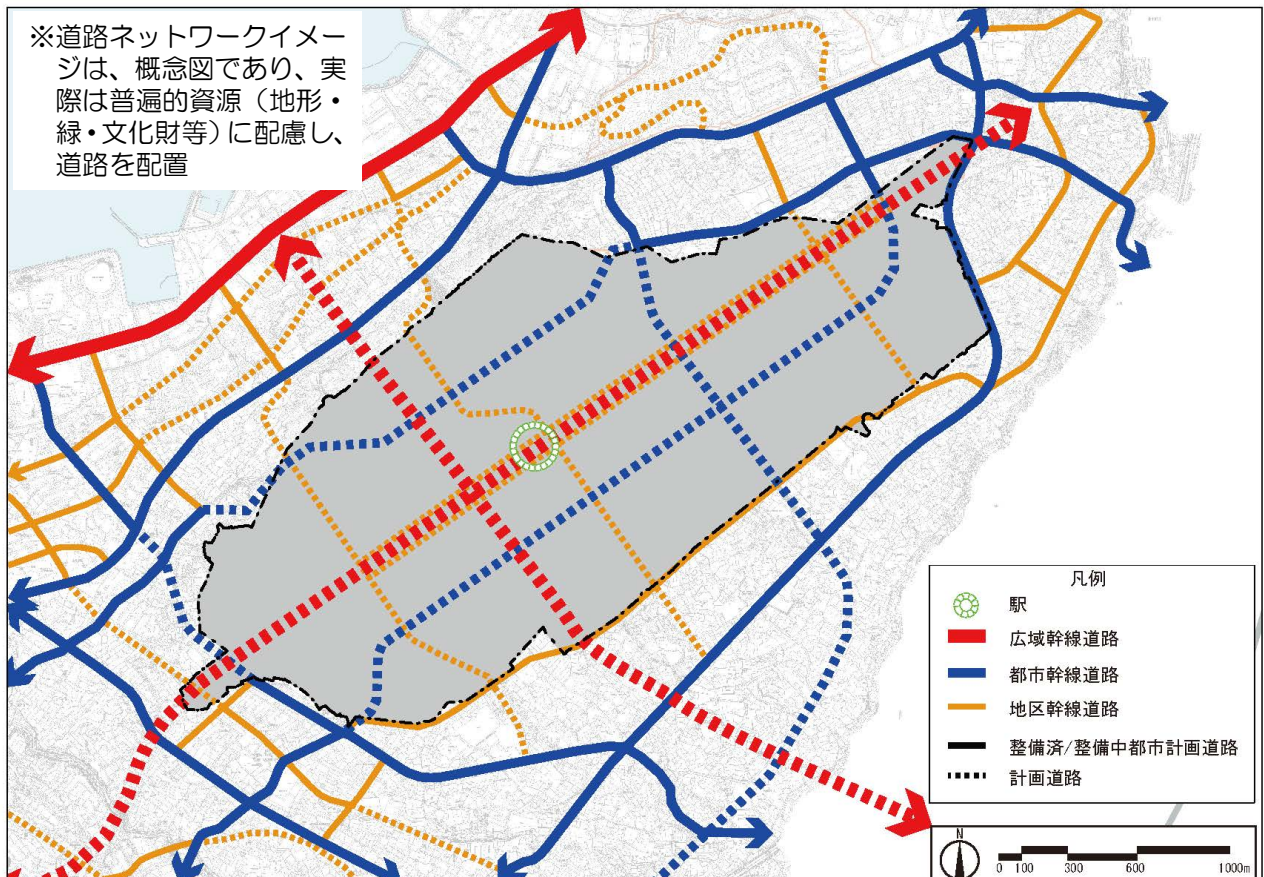 ※道路ネットワークイメー
ジは、概念図であり、実
際は普遍的資源（地形・
緑・文化財等）に配慮し、
道路を配置
凡例
駅
広域幹線道路
都市幹線道路
地区幹線道路
整備済/整備中都市計画道路
計画道路
N
0 100 300 600 1000m